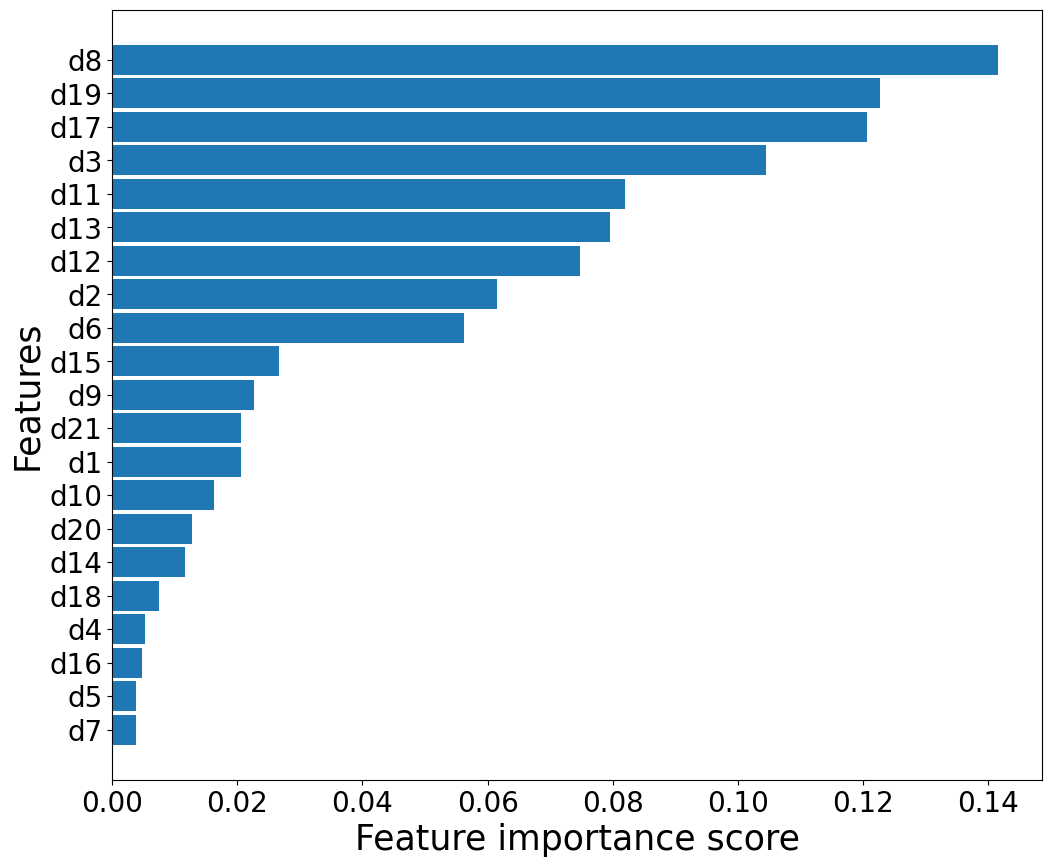 d8
d19
d17
d3
d11
d13
d12
d2
d6
d15
d9
d21
d1
d10
d20
d14
d18
d4
d16
d5
d7
Features
0.00 0.02 0.04 0.06 0.08 0.10 0.12 0.14
Feature importance score